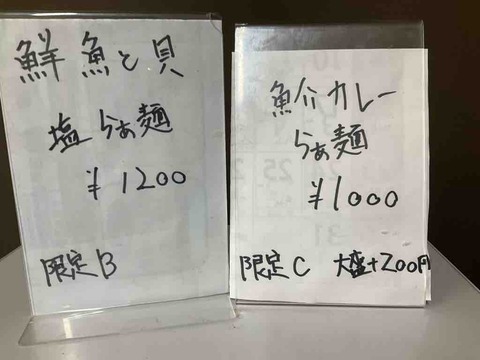 鮮魚と貝
塩らぁ麺
¥1200
限定B
魚介カレー
らぁ麺
¥1000
限定C 大盛+200円